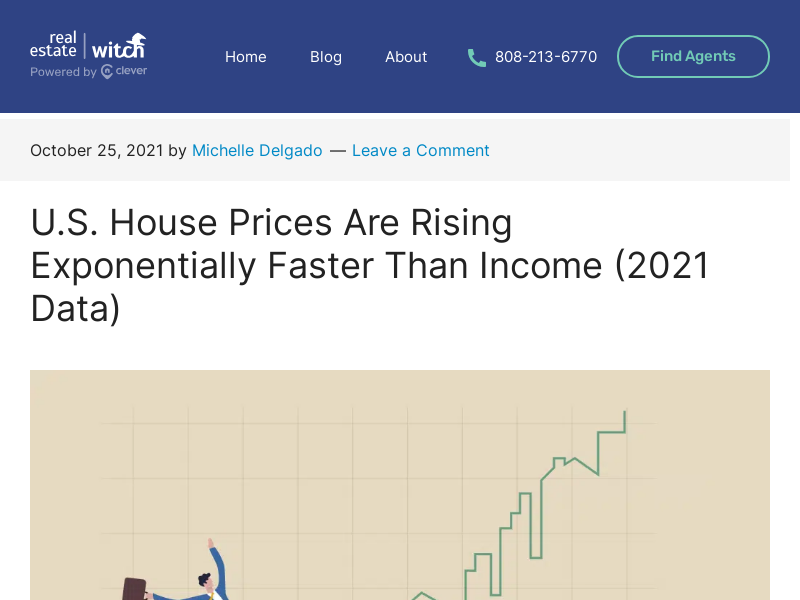 real estate witch
Powered by clever
Home
Blog
About
808-213-6770
Find Agents
October 25, 2021 by Michelle Delgado — Leave a Comment
U.S. House Prices Are Rising
Exponentially Faster Than Income (2021
Data)